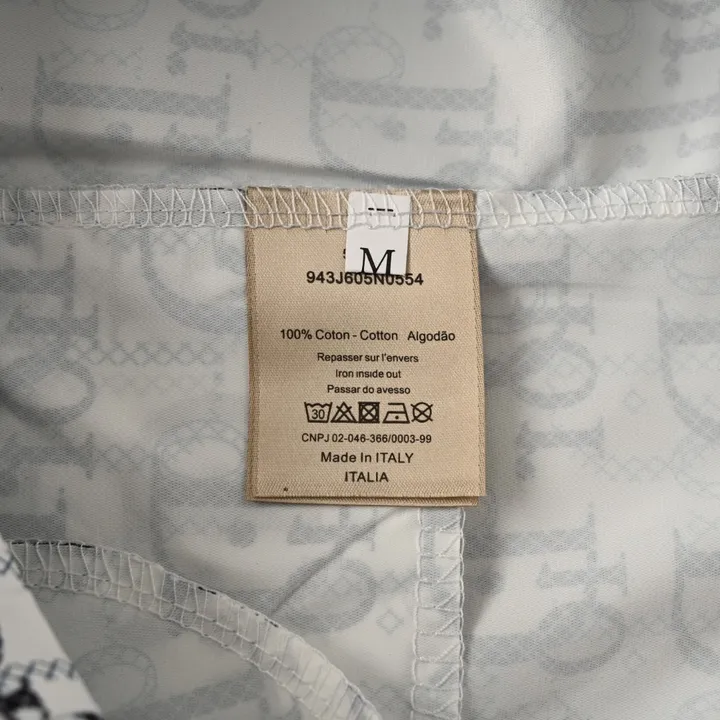 M
943J605N0554
100% Coton - Cotton Algodão
Repasser sur l'envers
Iron inside out
Passar do avesso
30
CNPJ 02-046-366/0003-99
Made In ITALY
ITALIA